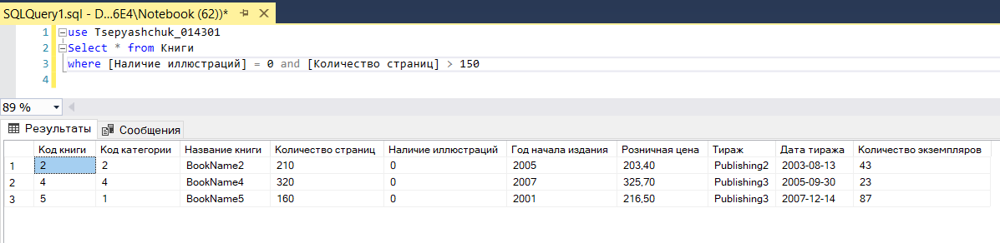 SQLQuery1.sql - D...6E4\Notebook (62))*
1 use Tsepyashchuk_014301
2 Select * from Книги
3 where [Наличие иллюстраций] = 0 and [Количество страниц] > 150
4
89 %
Результаты Сообщения
Код книги Код категории Название книги Количество страниц Наличие иллюстраций Год начала издания Розничная цена Тираж Дата тиража Количество экземпляров
1 2 2 BookName2 210 0 2005 203,40 Publishing2 2003-08-13 43
2 4 4 BookName4 320 0 2007 325,70 Publishing3 2005-09-30 23
3 5 1 BookName5 160 0 2001 216,50 Publishing3 2007-12-14 87